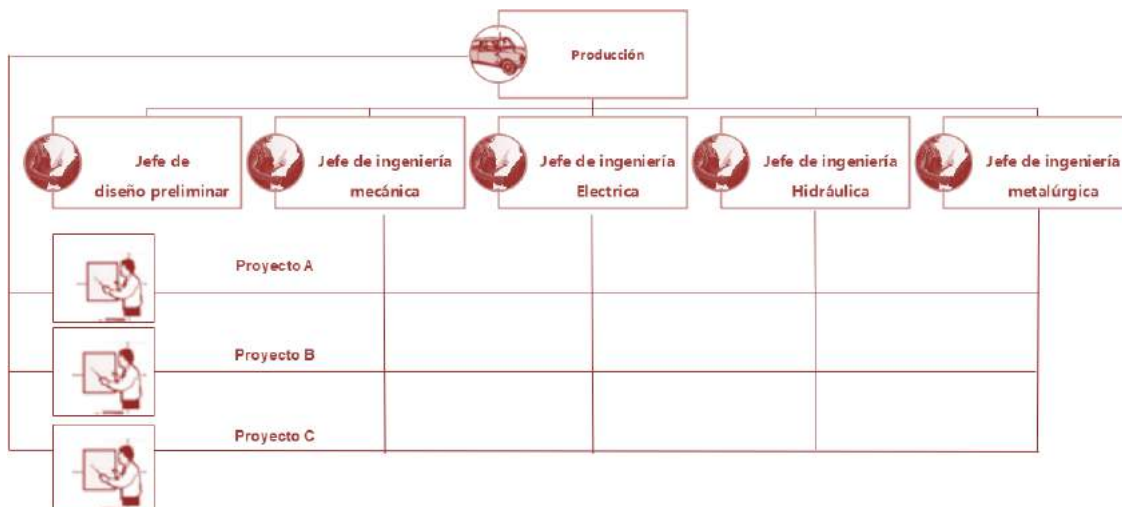 Producción
Jefe de
diseño preliminar
Jefe de ingeniería
mecánica
Jefe de ingeniería
Electrica
Jefe de ingeniería
Hidráulica
Jefe de ingeniería
metalúrgica
Proyecto A
Proyecto B
Proyecto C